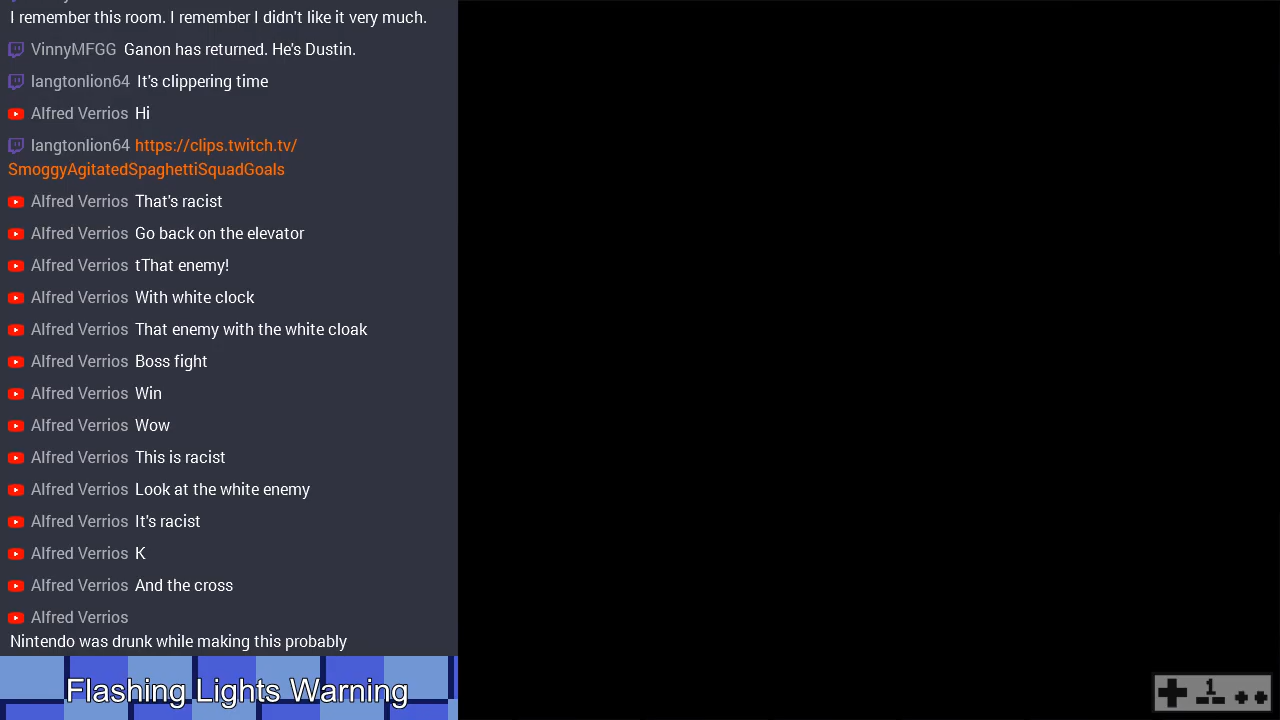 I remember this room. I remember I didn't like it very much.
VinnyMFGG Ganon has returned. He's Dustin.
langtonlion64 It's clippering time
Alfred Verrios Hi
langtonlion64 https://clips.twitch.tv/
SmoggyAgitatedSpaghettiSquadGoals
Alfred Verrios That's racist
Alfred Verrios Go back on the elevator
Alfred Verrios tThat enemy!
Alfred Verrios With white clock
Alfred Verrios That enemy with the white cloak
Alfred Verrios Boss fight
Alfred Verrios Win
Alfred Verrios Wow
Alfred Verrios This is racist
Alfred Verrios Look at the white enemy
Alfred Verrios It's racist
Alfred Verrios K
Alfred Verrios And the cross
Alfred Verrios
Nintendo was drunk while making this probably
Flashing Lights Warning
1